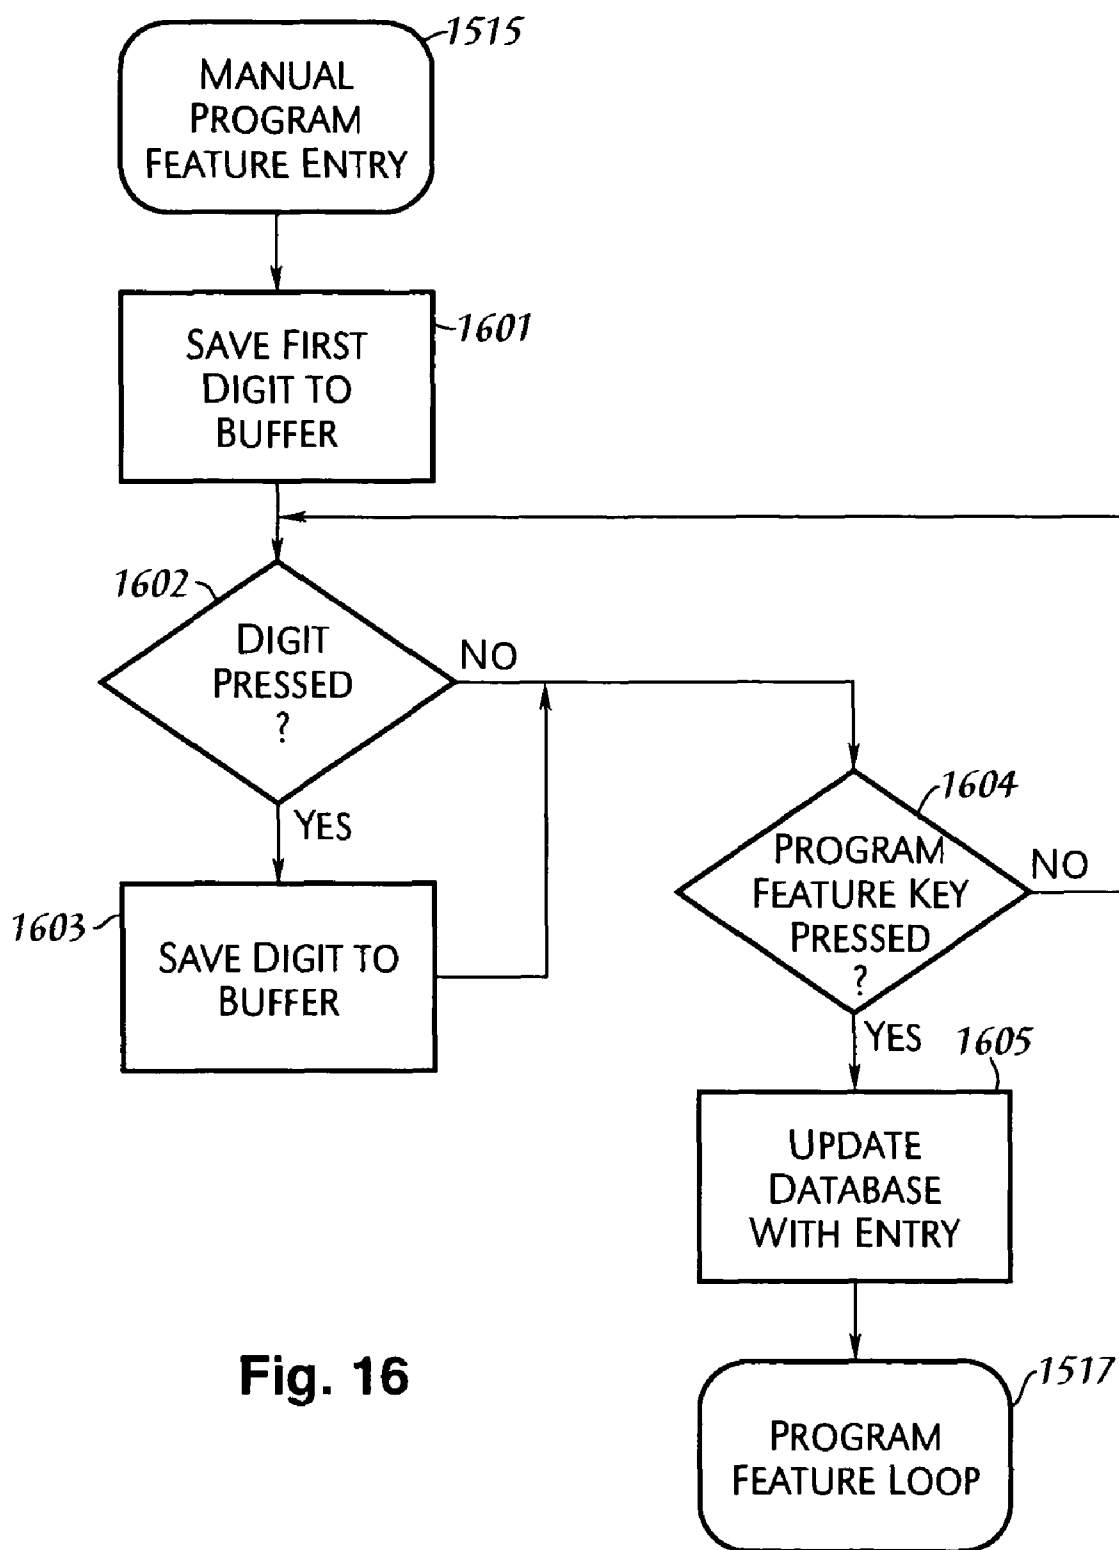 1515
MANUAL
PROGRAM
FEATURE ENTRY
1601
SAVE FIRST
DIGIT TO
BUFFER
1602
DIGIT
PRESSED
?
NO
YES
1603
SAVE DIGIT TO
BUFFER
1604
PROGRAM
FEATURE KEY
PRESSED
?
NO
YES
1605
UPDATE
DATABASE
WITH ENTRY
1517
PROGRAM
FEATURE LOOP
Fig. 16